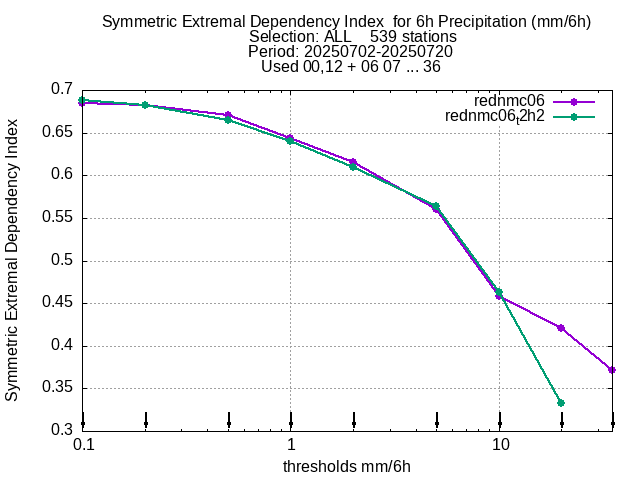 Symmetric Extremal Dependency Index  for 6h Precipitation (mm/6h)
Selection: ALL    539 stations
Period: 20250702-20250720
Used 00,12 + 06 07 ... 36
rednmc06
rednmc06t2h2
0.7
0.65
0.6
0.55
0.5
0.45
0.4
0.35
0.3
Symmetric Extremal Dependency Index
0.1 1 10
thresholds mm/6h